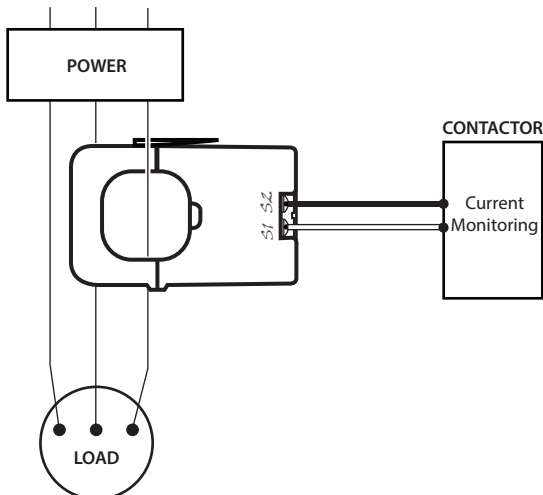 POWER
CONTACTOR
S1 S2
Current
Monitoring
LOAD